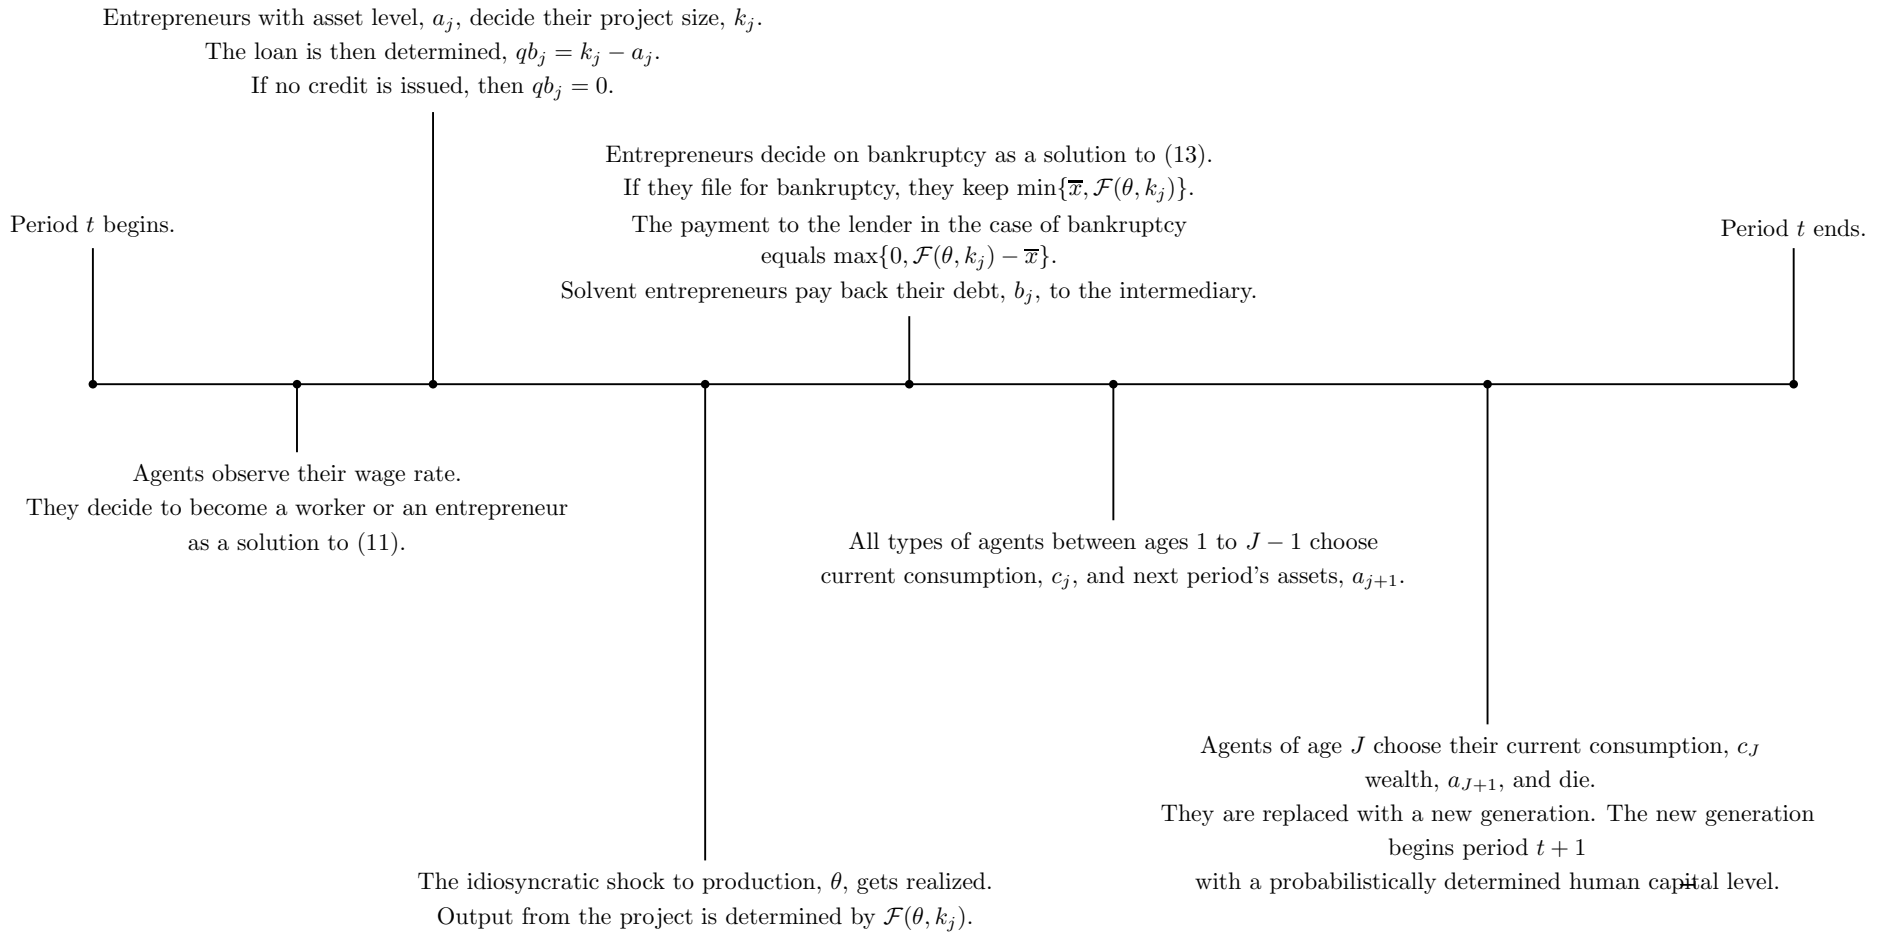 Entrepreneurs with asset level, $a_j$, decide their project size, $k_j$.
The loan is then determined, $qb_j = k_j - a_j$.
If no credit is issued, then $qb_j = 0$.
Entrepreneurs decide on bankruptcy as a solution to (13).
If they file for bankruptcy, they keep $\min\{\overline{x}, \mathcal{F}(\theta, k_j)\}$.
The payment to the lender in the case of bankruptcy
equals $\max\{0, \mathcal{F}(\theta, k_j) - \overline{x}\}$.
Solvent entrepreneurs pay back their debt, $b_j$, to the intermediary.
Period $t$ begins.
Period $t$ ends.
Agents observe their wage rate.
They decide to become a worker or an entrepreneur
as a solution to (11).
All types of agents between ages 1 to $J - 1$ choose
current consumption, $c_j$, and next period's assets, $a_{j+1}$.
Agents of age $J$ choose their current consumption, $c_J$
wealth, $a_{J+1}$, and die.
They are replaced with a new generation. The new generation
begins period $t + 1$
with a probabilistically determined human capital level.
The idiosyncratic shock to production, $\theta$, gets realized.
Output from the project is determined by $\mathcal{F}(\theta, k_j)$.